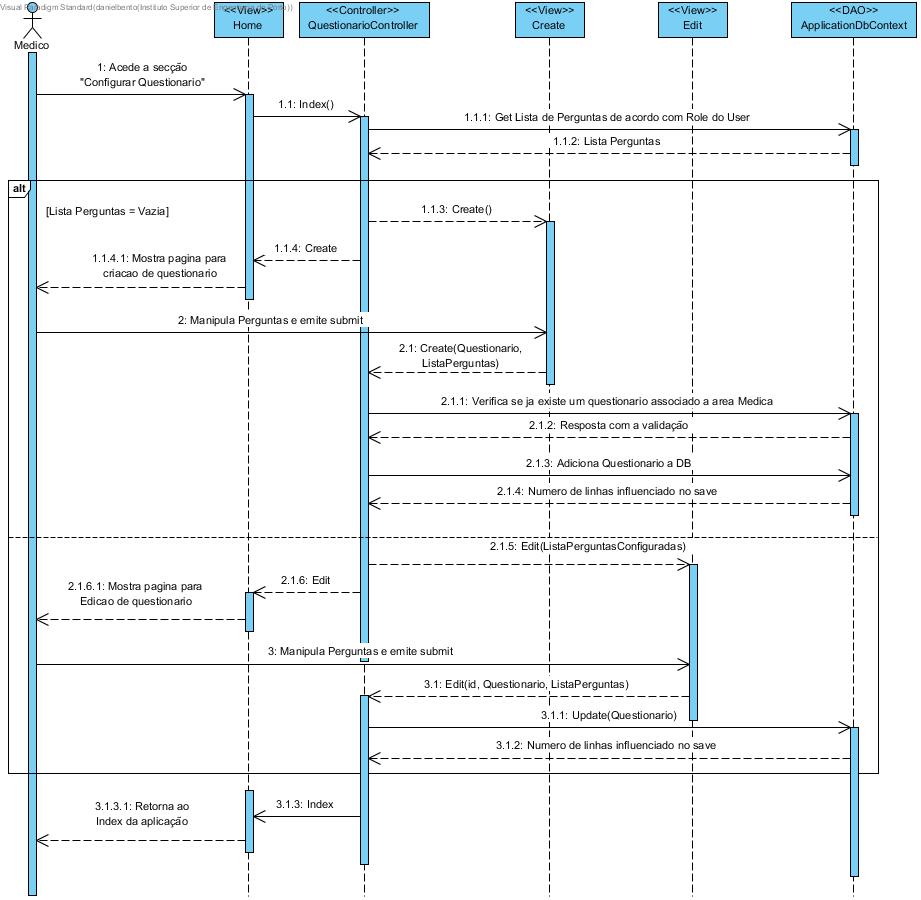 Visual Paradigm Standard(danielbento(Instituto Superior de Engenharia do Porto))
<<View>>
Home
<<Controller>>
QuestionarioController
<<View>>
Create
<<View>>
Edit
<<DAO>>
ApplicationDbContext
Medico
1: Acede a secção
"Configurar Questionario"
1.1: Index()
1.1.1: Get Lista de Perguntas de acordo com Role do User
1.1.2: Lista Perguntas
alt
[Lista Perguntas = Vazia]
1.1.3: Create()
1.1.4: Create
1.1.4.1: Mostra pagina para
criacao de questionario
2: Manipula Perguntas e emite submit
2.1: Create(Questionario,
ListaPerguntas)
2.1.1: Verifica se ja existe um questionario associado a area Medica
2.1.2: Resposta com a validação
2.1.3: Adiciona Questionario a DB
2.1.4: Numero de linhas influenciado no save
2.1.5: Edit(ListaPerguntasConfiguradas)
2.1.6: Edit
2.1.6.1: Mostra pagina para
Edicao de questionario
3: Manipula Perguntas e emite submit
3.1: Edit(id, Questionario, ListaPerguntas)
3.1.1: Update(Questionario)
3.1.2: Numero de linhas influenciado no save
3.1.3: Index
3.1.3.1: Retorna ao
Index da aplicação